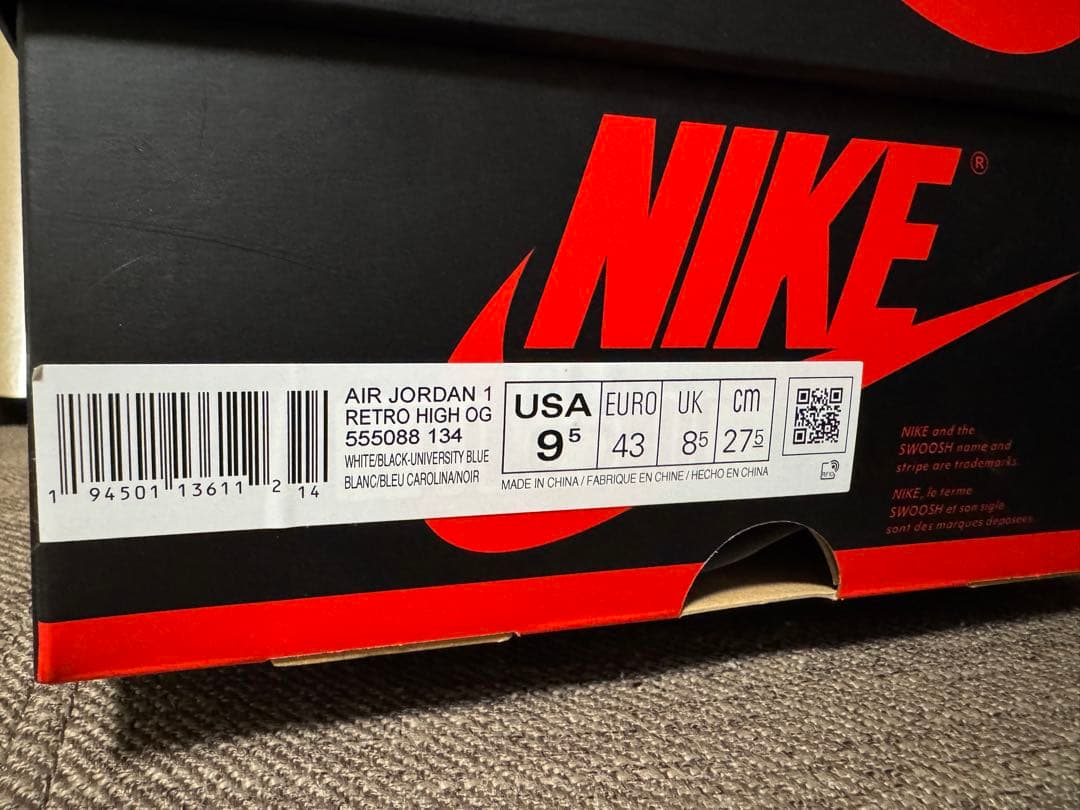 NIKE®
AIR JORDAN 1
RETRO HIGH OG
555088 134
WHITE/BLACK-UNIVERSITY BLUE
BLANC/BLEU CAROLINA/NOIR
1 94501 13611 2 14
USA EURO UK cm
9⁵ 43 8⁵ 27⁵
MADE IN CHINA / FABRIQUE EN CHINE / HECHO EN CHINA
RFID
NIKE and the
SWOOSH name and
stripe are trademarks.
NIKE, le terme
SWOOSH et son sigle
sont des marques deposees.